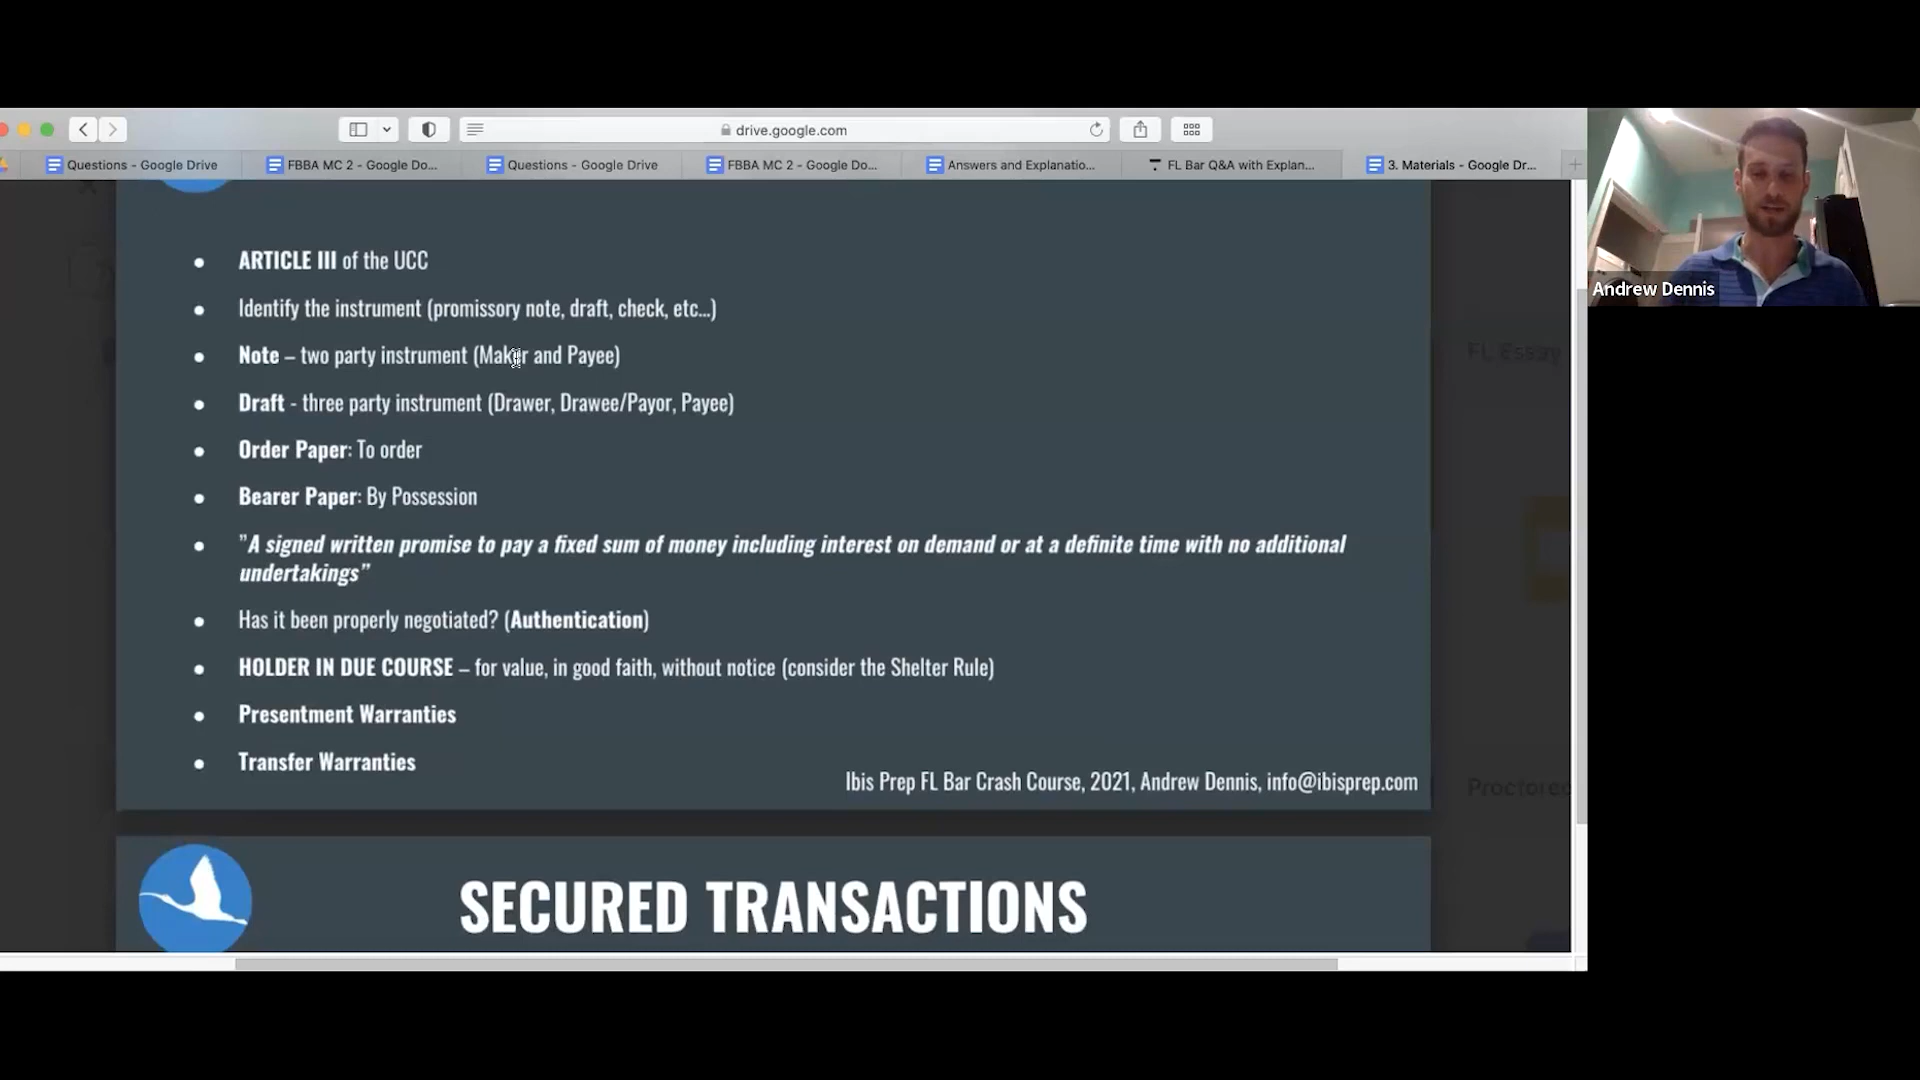 drive.google.com
Questions - Google Drive
FBBA MC 2 - Google Do...
Questions - Google Drive
FBBA MC 2 - Google Do...
Answers and Explanatio...
FL Bar Q&A with Explan...
3. Materials - Google Dr...
ARTICLE III of the UCC
Identify the instrument (promissory note, draft, check, etc...)
Note – two party instrument (Maker and Payee)
Draft - three party instrument (Drawer, Drawee/Payor, Payee)
Order Paper: To order
Bearer Paper: By Possession
”A signed written promise to pay a fixed sum of money including interest on demand or at a definite time with no additional
undertakings”
Has it been properly negotiated? (Authentication)
HOLDER IN DUE COURSE – for value, in good faith, without notice (consider the Shelter Rule)
Presentment Warranties
Transfer Warranties
Ibis Prep FL Bar Crash Course, 2021, Andrew Dennis, info@ibisprep.com
SECURED TRANSACTIONS
FL Essay
Proctored
Andrew Dennis